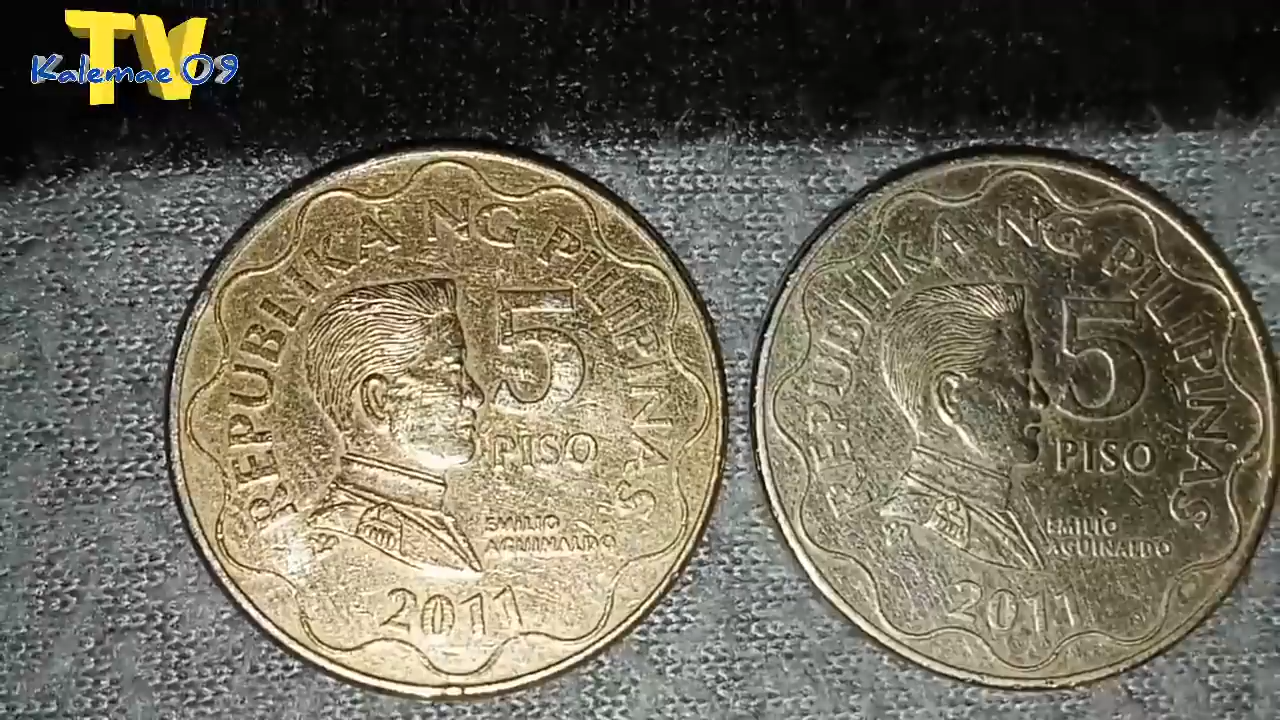 TV
Kalemae 09
REPUBLIKA NG PILIPINAS
5
PISO
EMILIO
AGUINALDO
2011
REPUBLIKA NG PILIPINAS
5
PISO
EMILIO
AGUINALDO
2011